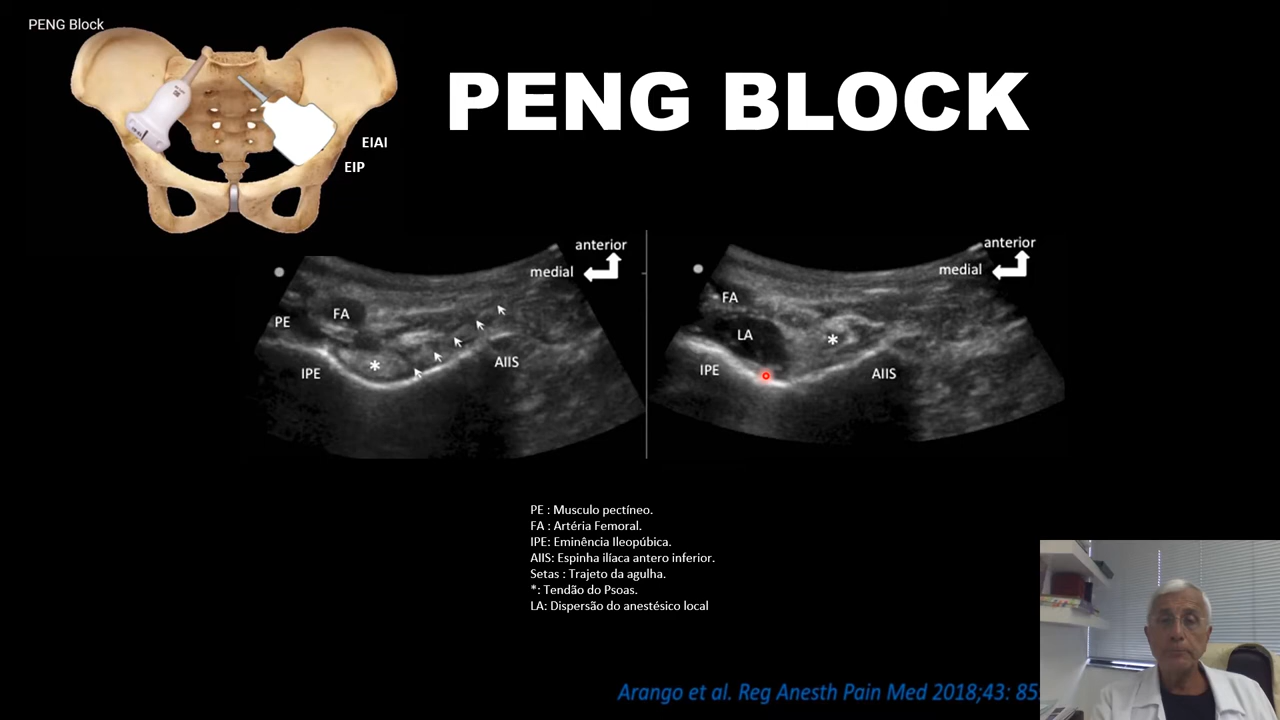 PENG Block
PENG BLOCK
EIAI
EIP
anterior
medial
FA
PE
*
IPE
AIIS
anterior
medial
FA
LA
*
IPE
AIIS
PE : Musculo pectíneo.
FA : Artéria Femoral.
IPE: Eminência Ileopúbica.
AIIS: Espinha ilíaca antero inferior.
Setas : Trajeto da agulha.
*: Tendão do Psoas.
LA: Dispersão do anestésico local
Arango et al. Reg Anesth Pain Med 2018;43: 85